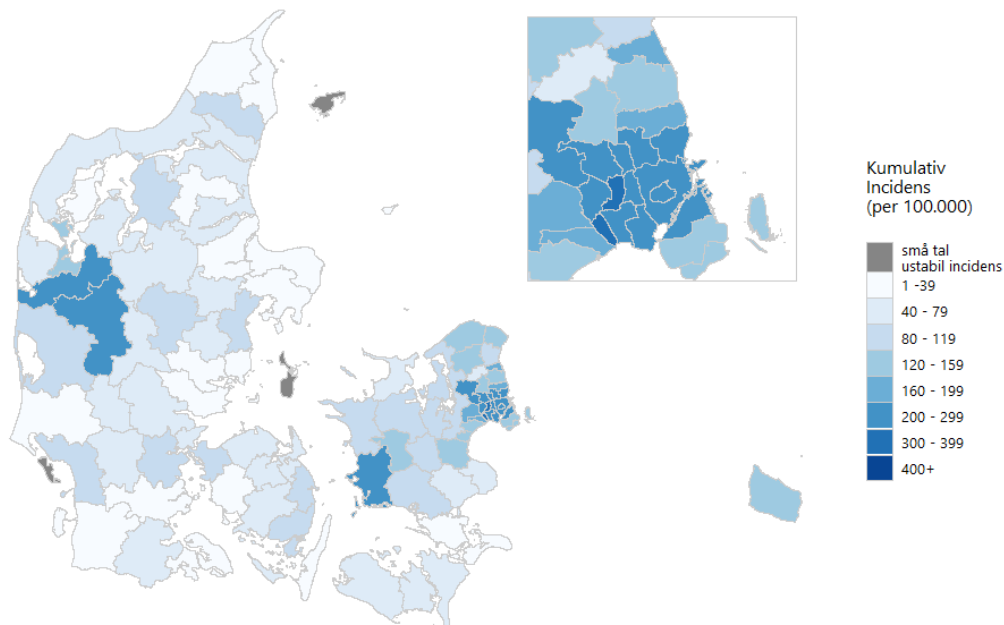 Kumulativ
Incidens
(per 100.000)
små tal
ustabil incidens
1 -39
40 - 79
80 - 119
120 - 159
160 - 199
200 - 299
300 - 399
400+